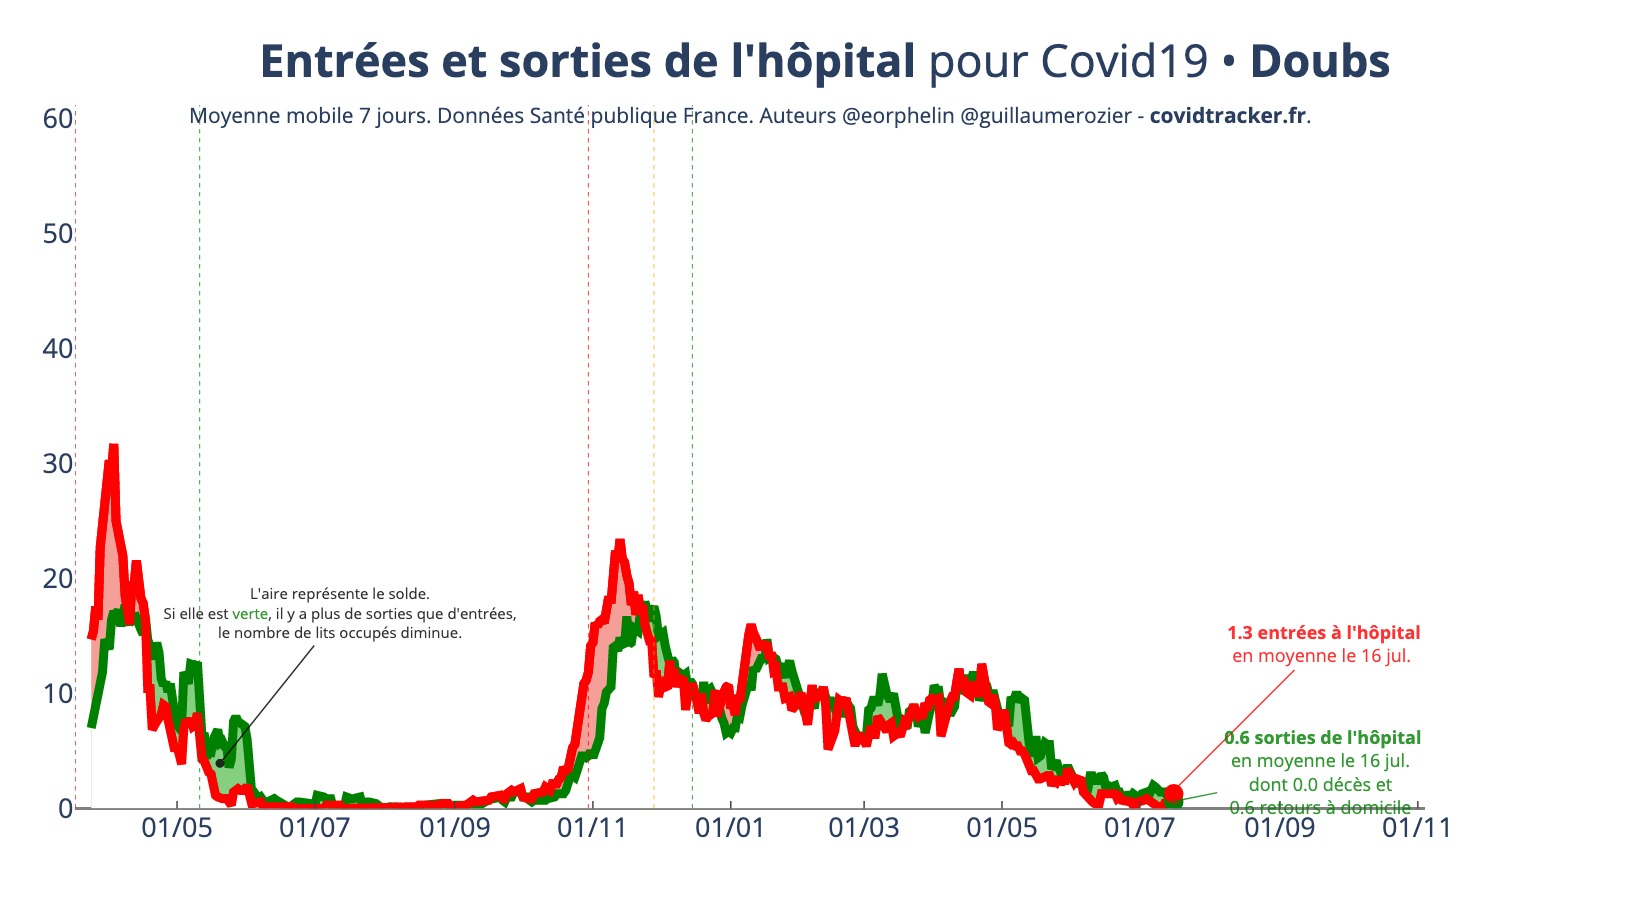 Entrées et sorties de l'hôpital pour Covid19 • Doubs
Moyenne mobile 7 jours. Données Santé publique France. Auteurs @eorphelin @guillaumerozier - covidtracker.fr.
60
50
40
30
20
10
0
L'aire représente le solde.
Si elle est verte, il y a plus de sorties que d'entrées,
le nombre de lits occupés diminue.
1.3 entrées à l'hôpital
en moyenne le 16 jul.
0.6 sorties de l'hôpital
en moyenne le 16 jul.
dont 0.0 décès et
0.6 retours à domicile
01/05 01/07 01/09 01/11 01/01 01/03 01/05 01/07 01/09 01/11